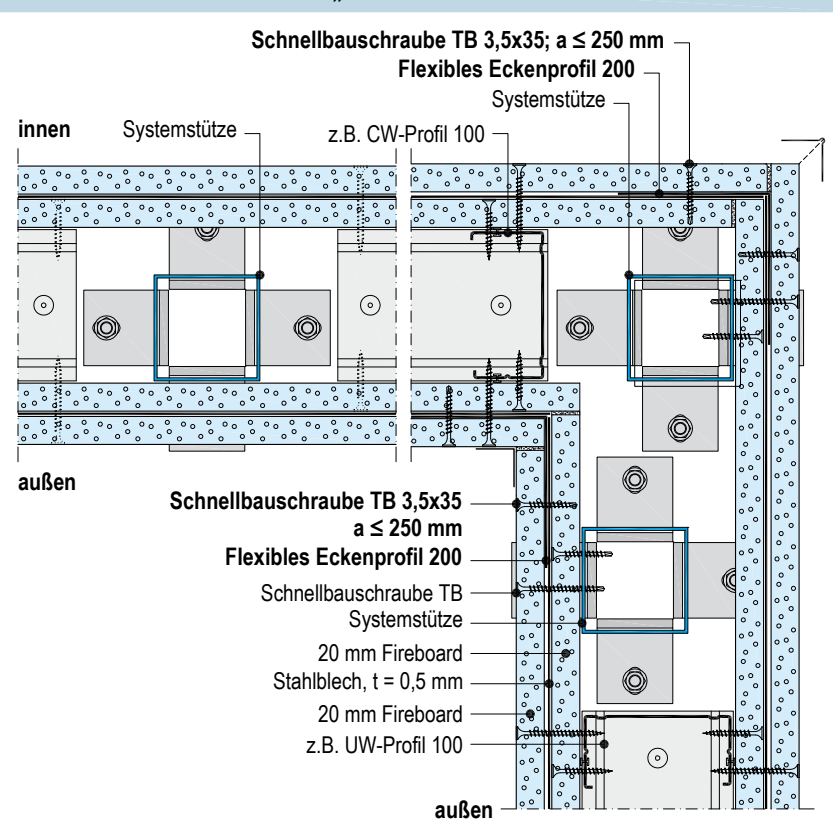 Schnellbauschraube TB 3,5x35; a ≤ 250 mm
Flexibles Eckenprofil 200
Systemstütze
innen
Systemstütze
z.B. CW-Profil 100
außen
Schnellbauschraube TB 3,5x35
a ≤ 250 mm
Flexibles Eckenprofil 200
Schnellbauschraube TB
Systemstütze
20 mm Fireboard
Stahlblech, t = 0,5 mm
20 mm Fireboard
z.B. UW-Profil 100
außen